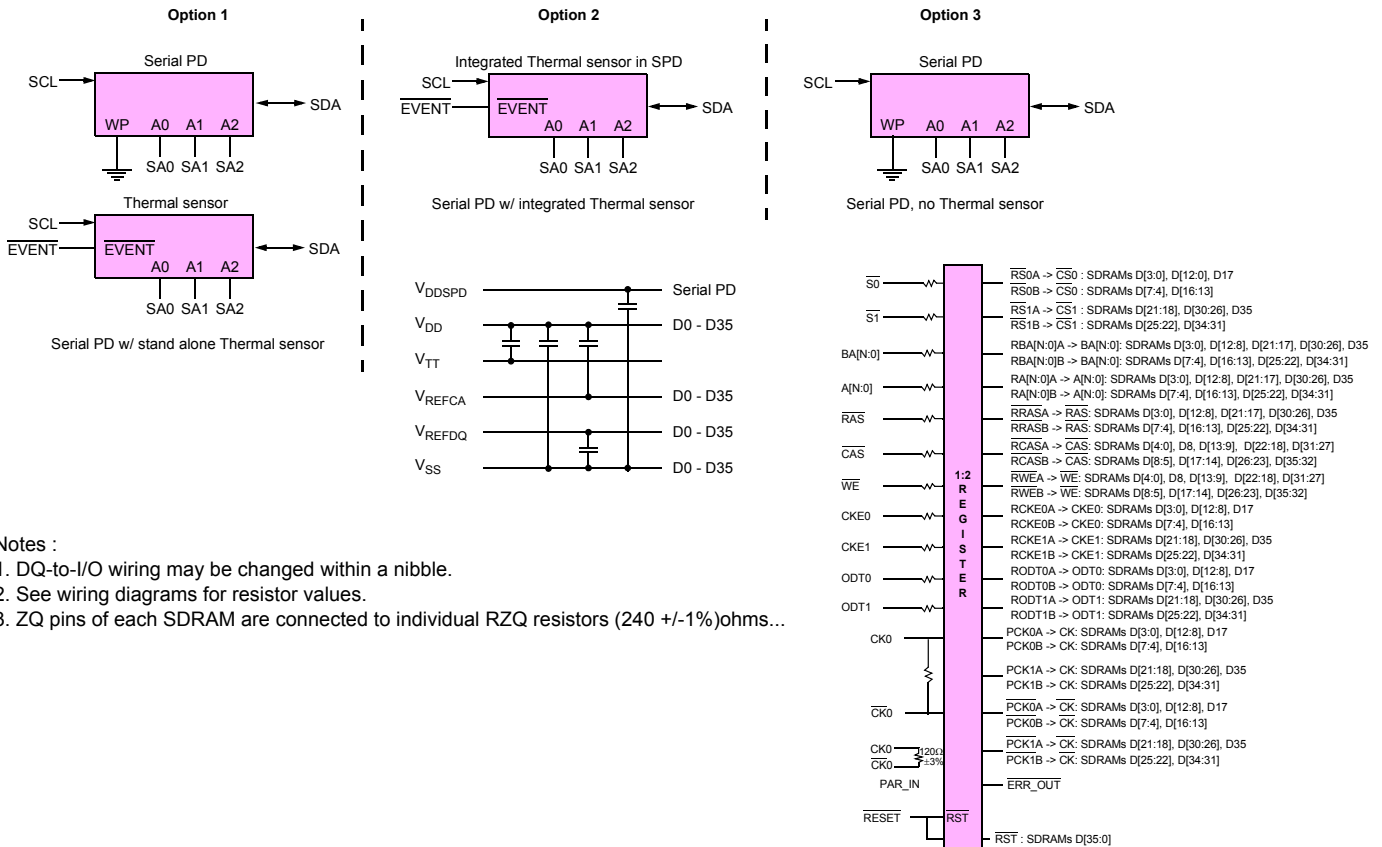 Option 1
Serial PD
SCL
SDA
WP A0 A1 A2
SA0 SA1 SA2
Thermal sensor
SCL
EVENT
EVENT
SDA
A0 A1 A2
SA0 SA1 SA2
Serial PD w/ stand alone Thermal sensor
Option 2
Integrated Thermal sensor in SPD
SCL
EVENT
EVENT
SDA
A0 A1 A2
SA0 SA1 SA2
Serial PD w/ integrated Thermal sensor
Option 3
Serial PD
SCL
SDA
WP A0 A1 A2
SA0 SA1 SA2
Serial PD, no Thermal sensor
VDDSPD Serial PD
VDD D0 - D35
VTT
VREFCA D0 - D35
VREFDQ D0 - D35
VSS D0 - D35
Notes :
1. DQ-to-I/O wiring may be changed within a nibble.
2. See wiring diagrams for resistor values.
3. ZQ pins of each SDRAM are connected to individual RZQ resistors (240 +/-1%)ohms...
1:2
REGISTER
S0
RS0A -> CS0 : SDRAMs D[3:0], D[12:0], D17
RS0B -> CS0 : SDRAMs D[7:4], D[16:13]
S1
RS1A -> CS1 : SDRAMs D[21:18], D[30:26], D35
RS1B -> CS1 : SDRAMs D[25:22], D[34:31]
BA[N:0]
RBA[N:0]A -> BA[N:0]: SDRAMs D[3:0], D[12:8], D[21:17], D[30:26], D35
RBA[N:0]B -> BA[N:0]: SDRAMs D[7:4], D[16:13], D[25:22], D[34:31]
A[N:0]
RA[N:0]A -> A[N:0]: SDRAMs D[3:0], D[12:8], D[21:17], D[30:26], D35
RA[N:0]B -> A[N:0]: SDRAMs D[7:4], D[16:13], D[25:22], D[34:31]
RAS
RRASA -> RAS: SDRAMs D[3:0], D[12:8], D[21:17], D[30:26], D35
RRASB -> RAS: SDRAMs D[7:4], D[16:13], D[25:22], D[34:31]
CAS
RCASA -> CAS: SDRAMs D[4:0], D8, D[13:9], D[22:18], D[31:27]
RCASB -> CAS: SDRAMs D[8:5], D[17:14], D[26:23], D[35:32]
WE
RWEA -> WE: SDRAMs D[4:0], D8, D[13:9], D[22:18], D[31:27]
RWEB -> WE: SDRAMs D[8:5], D[17:14], D[26:23], D[35:32]
CKE0
RCKE0A -> CKE0: SDRAMs D[3:0], D[12:8], D17
RCKE0B -> CKE0: SDRAMs D[7:4], D[16:13]
CKE1
RCKE1A -> CKE1: SDRAMs D[21:18], D[30:26], D35
RCKE1B -> CKE1: SDRAMs D[25:22], D[34:31]
ODT0
RODT0A -> ODT0: SDRAMs D[3:0], D[12:8], D17
RODT0B -> ODT0: SDRAMs D[7:4], D[16:13]
ODT1
RODT1A -> ODT1: SDRAMs D[21:18], D[30:26], D35
RODT1B -> ODT1: SDRAMs D[25:22], D[34:31]
CK0
PCK0A -> CK: SDRAMs D[3:0], D[12:8], D17
PCK0B -> CK: SDRAMs D[7:4], D[16:13]
PCK1A -> CK: SDRAMs D[21:18], D[30:26], D35
PCK1B -> CK: SDRAMs D[25:22], D[34:31]
CK0
PCK0A -> CK: SDRAMs D[3:0], D[12:8], D17
PCK0B -> CK: SDRAMs D[7:4], D[16:13]
CK0
CK0
120Ω
±3%
PCK1A -> CK: SDRAMs D[21:18], D[30:26], D35
PCK1B -> CK: SDRAMs D[25:22], D[34:31]
PAR_IN
ERR_OUT
RESET
RST
RST : SDRAMs D[35:0]